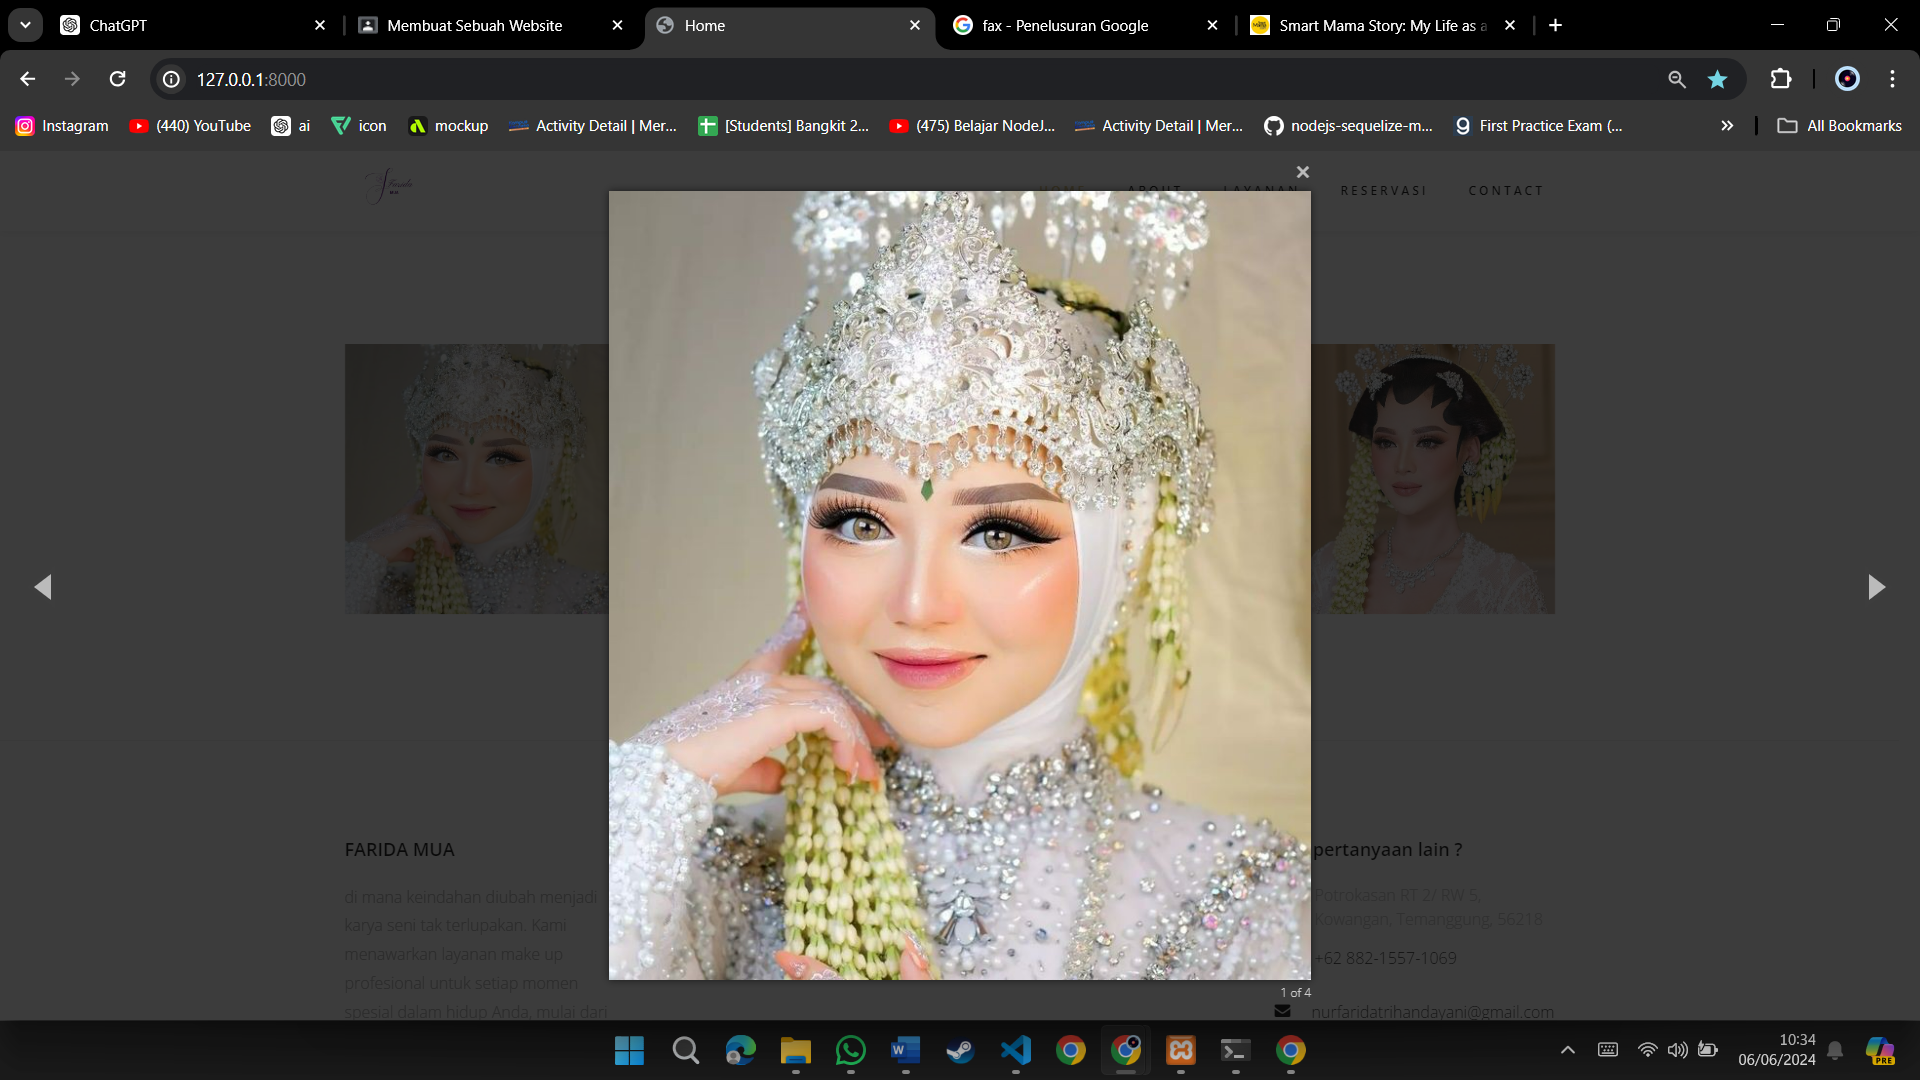 ChatGPT
Membuat Sebuah Website
Home
fax - Penelusuran Google
Smart Mama Story: My Life as a
127.0.0.1:8000
Instagram
(440) YouTube
ai
icon
mockup
Activity Detail | Mer...
[Students] Bangkit 2...
(475) Belajar NodeJ...
Activity Detail | Mer...
nodejs-sequelize-m...
First Practice Exam (...
All Bookmarks
Farida
MUA
HOME
ABOUT
LAYANAN
RESERVASI
CONTACT
FARIDA MUA
di mana keindahan diubah menjadi
karya seni tak terlupakan. Kami
menawarkan layanan make up
profesional untuk setiap momen
spesial dalam hidup Anda, mulai dari
pertanyaan lain ?
Potrokasan RT 2/ RW 5,
Kowangan, Temanggung, 56218
+62 882-1557-1069
nurfaridatrihandayani@gmail.com
1 of 4
10:34
06/06/2024
PRE